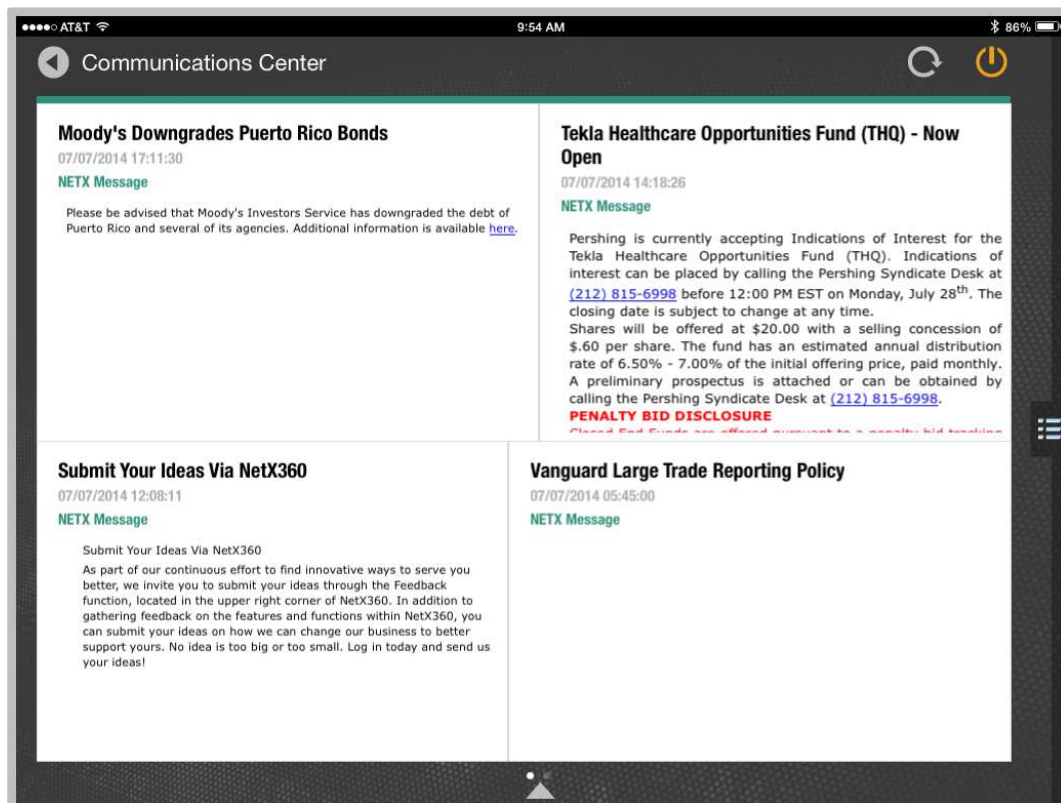 AT&T
9:54 AM
86%
Communications Center
Moody's Downgrades Puerto Rico Bonds
07/07/2014 17:11:30
NETX Message
Please be advised that Moody's Investors Service has downgraded the debt of
Puerto Rico and several of its agencies. Additional information is available here.
Tekla Healthcare Opportunities Fund (THQ) - Now
Open
07/07/2014 14:18:26
NETX Message
Pershing is currently accepting Indications of Interest for the
Tekla Healthcare Opportunities Fund (THQ). Indications of
interest can be placed by calling the Pershing Syndicate Desk at
(212) 815-6998 before 12:00 PM EST on Monday, July 28th. The
closing date is subject to change at any time.
Shares will be offered at $20.00 with a selling concession of
$.60 per share. The fund has an estimated annual distribution
rate of 6.50% - 7.00% of the initial offering price, paid monthly.
A preliminary prospectus is attached or can be obtained by
calling the Pershing Syndicate Desk at (212) 815-6998.
PENALTY BID DISCLOSURE
Closed End Funds are offered pursuant to a penalty bid tracking
Submit Your Ideas Via NetX360
07/07/2014 12:08:11
NETX Message
Submit Your Ideas Via NetX360
As part of our continuous effort to find innovative ways to serve you
better, we invite you to submit your ideas through the Feedback
function, located in the upper right corner of NetX360. In addition to
gathering feedback on the features and functions within NetX360, you
can submit your ideas on how we can change our business to better
support yours. No idea is too big or too small. Log in today and send us
your ideas!
Vanguard Large Trade Reporting Policy
07/07/2014 05:45:00
NETX Message